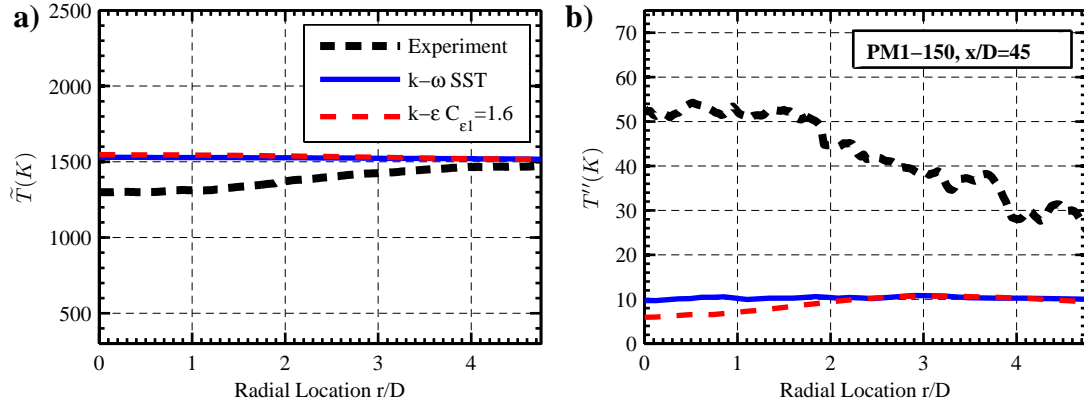 a)
2500
2000
1500
1000
500
T̃(K)
0 1 2 3 4
Radial Location r/D
Experiment
k−ω SST
k−ε C_ε1=1.6
b)
70
60
50
40
30
20
10
0
T''(K)
0 1 2 3 4
Radial Location r/D
PM1−150, x/D=45